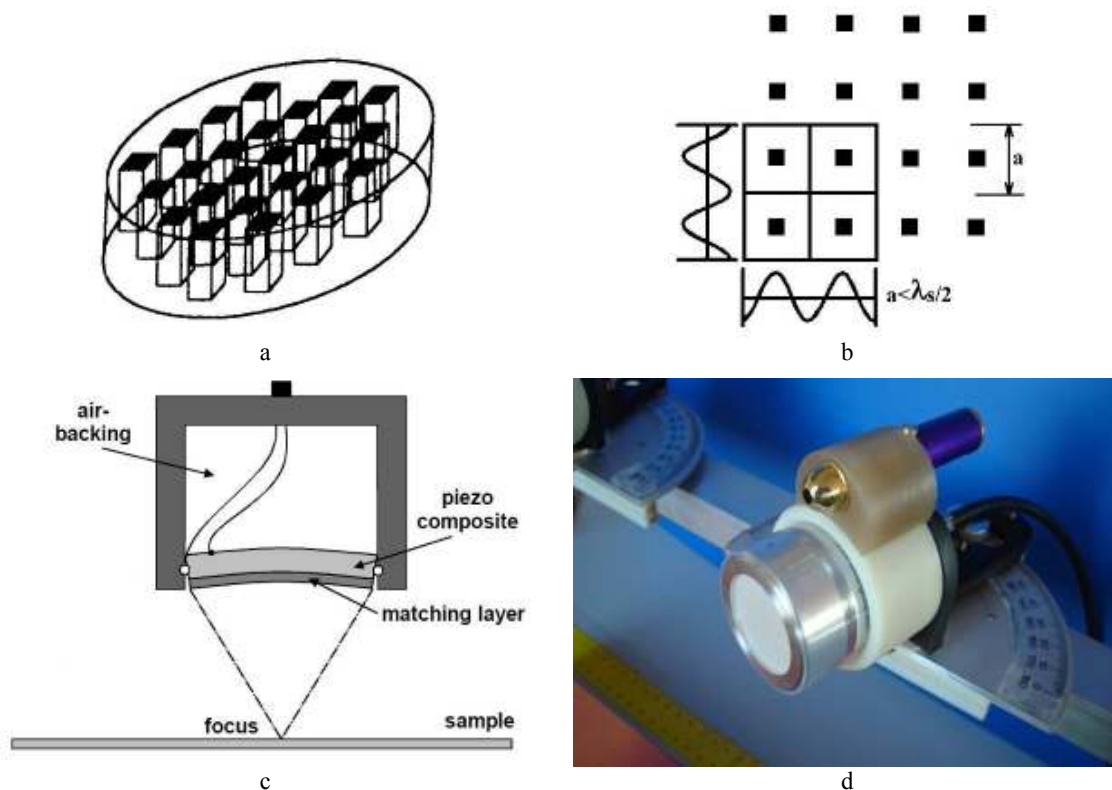 a
a
a<λs/2
b
air-
backing
piezo
composite
matching layer
focus
sample
c
d